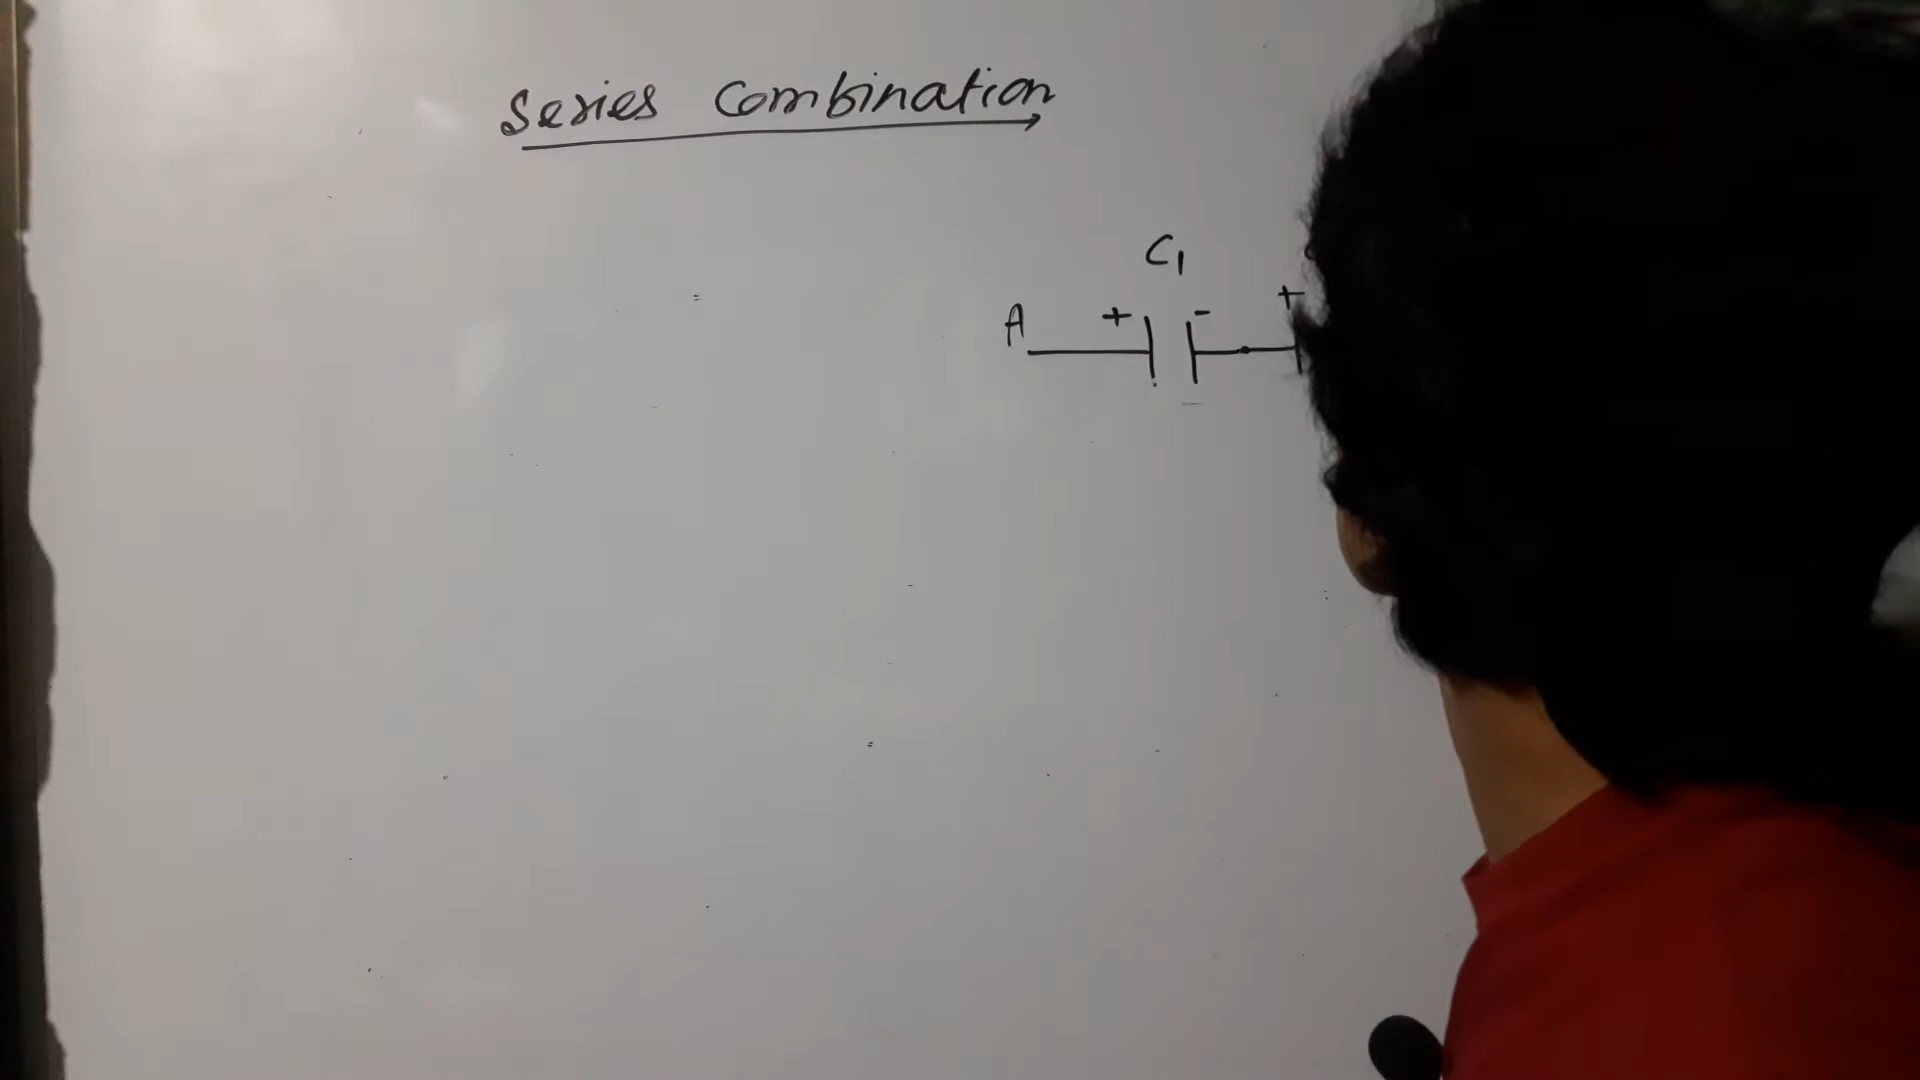 Series Combination
C1
A + - +